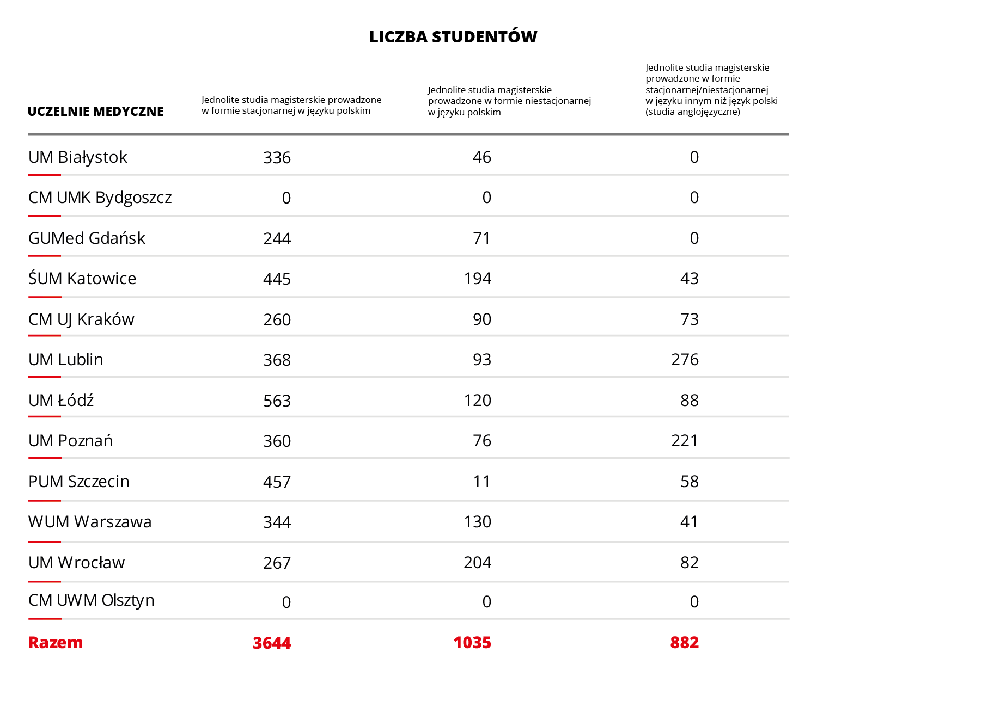 LICZBA STUDENTÓW
UCZELNIE MEDYCZNE
Jednolite studia magisterskie prowadzone
w formie stacjonarnej w języku polskim
Jednolite studia magisterskie
prowadzone w formie niestacjonarnej
w języku polskim
Jednolite studia magisterskie
prowadzone w formie
stacjonarnej/niestacjonarnej
w języku innym niż język polski
(studia anglojęzyczne)
UM Białystok 336 46 0
CM UMK Bydgoszcz 0 0 0
GUMed Gdańsk 244 71 0
ŚUM Katowice 445 194 43
CM UJ Kraków 260 90 73
UM Lublin 368 93 276
UM Łódź 563 120 88
UM Poznań 360 76 221
PUM Szczecin 457 11 58
WUM Warszawa 344 130 41
UM Wrocław 267 204 82
CM UWM Olsztyn 0 0 0
Razem 3644 1035 882